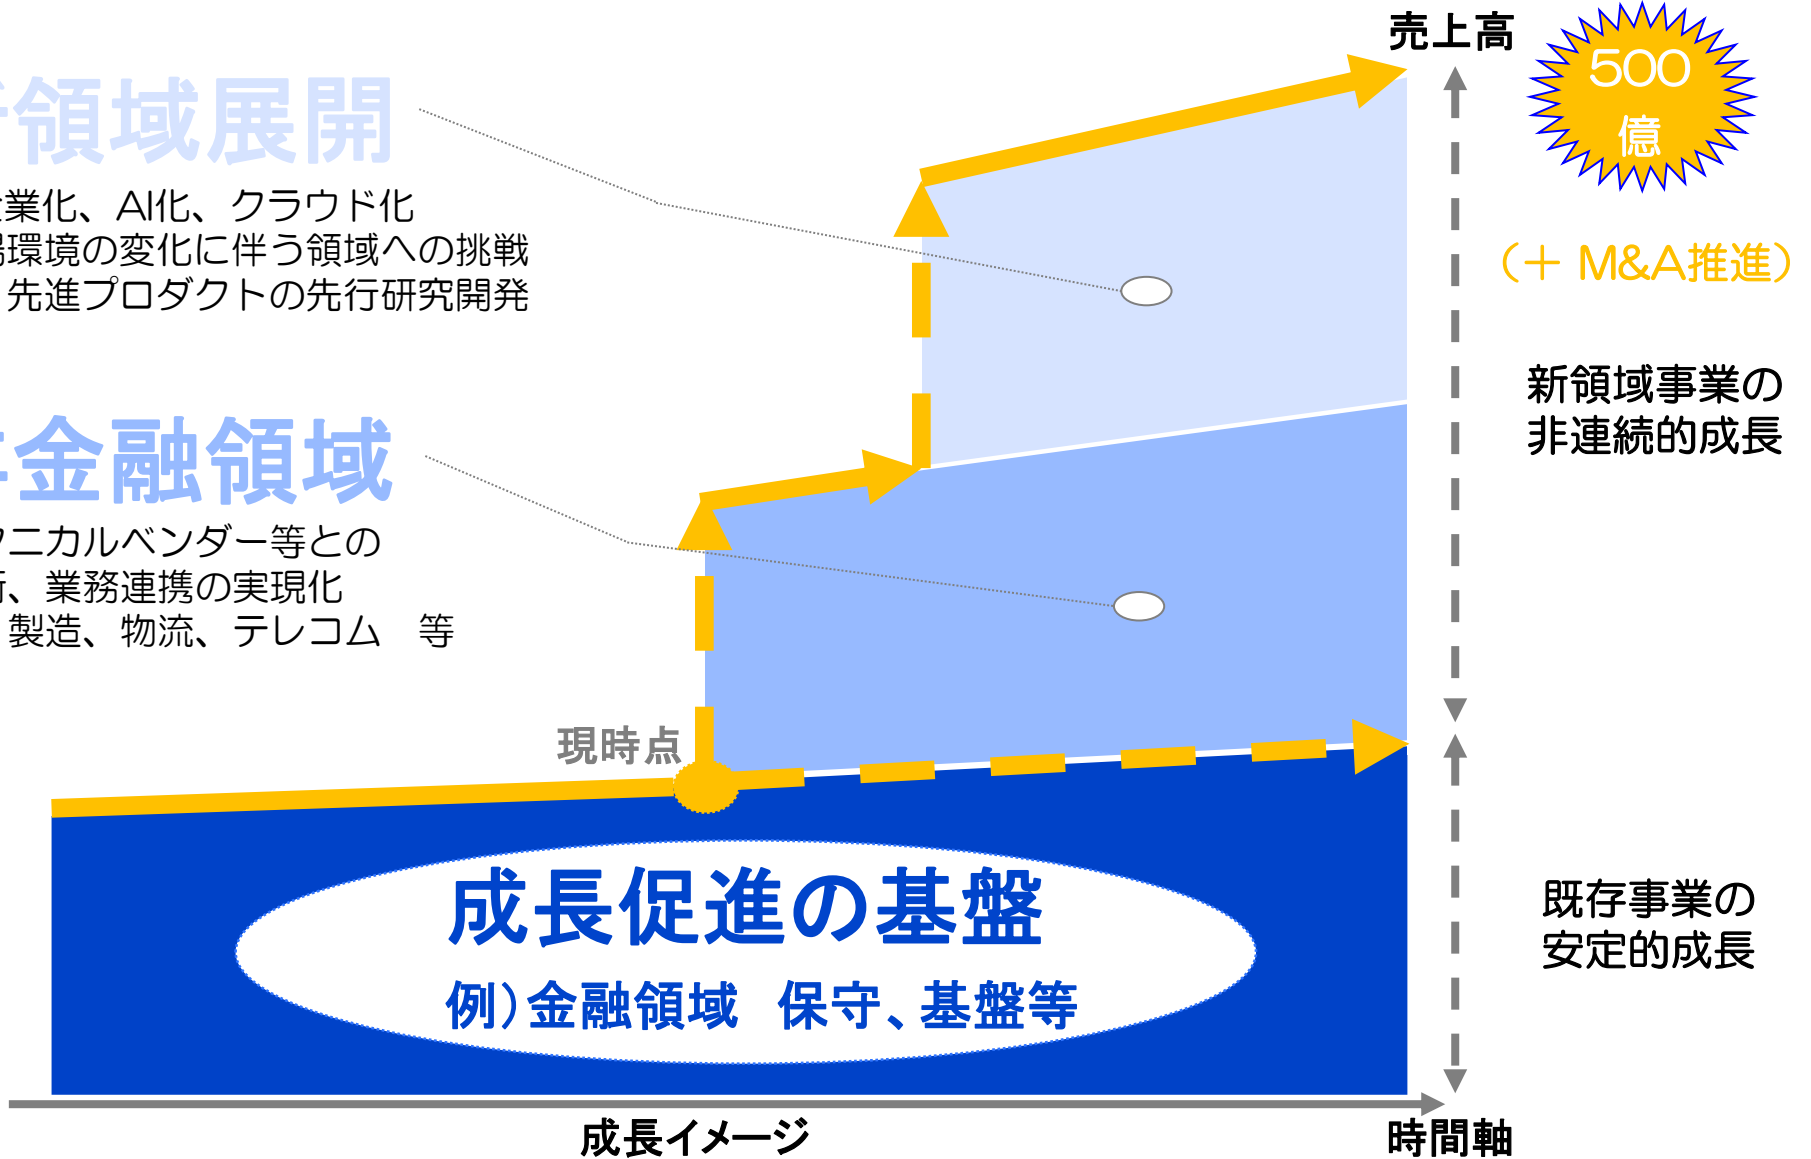 売上高
500
億
領域展開
業化、AI化、クラウド化
環境の変化に伴う領域への挑戦
先進プロダクトの先行研究開発
(＋ M&A推進)
新領域事業の
非連続的成長
金融領域
ニカルベンダー等との
、業務連携の実現化
製造、物流、テレコム　等
現時点
成長促進の基盤
例)金融領域　保守、基盤等
既存事業の
安定的成長
成長イメージ
時間軸